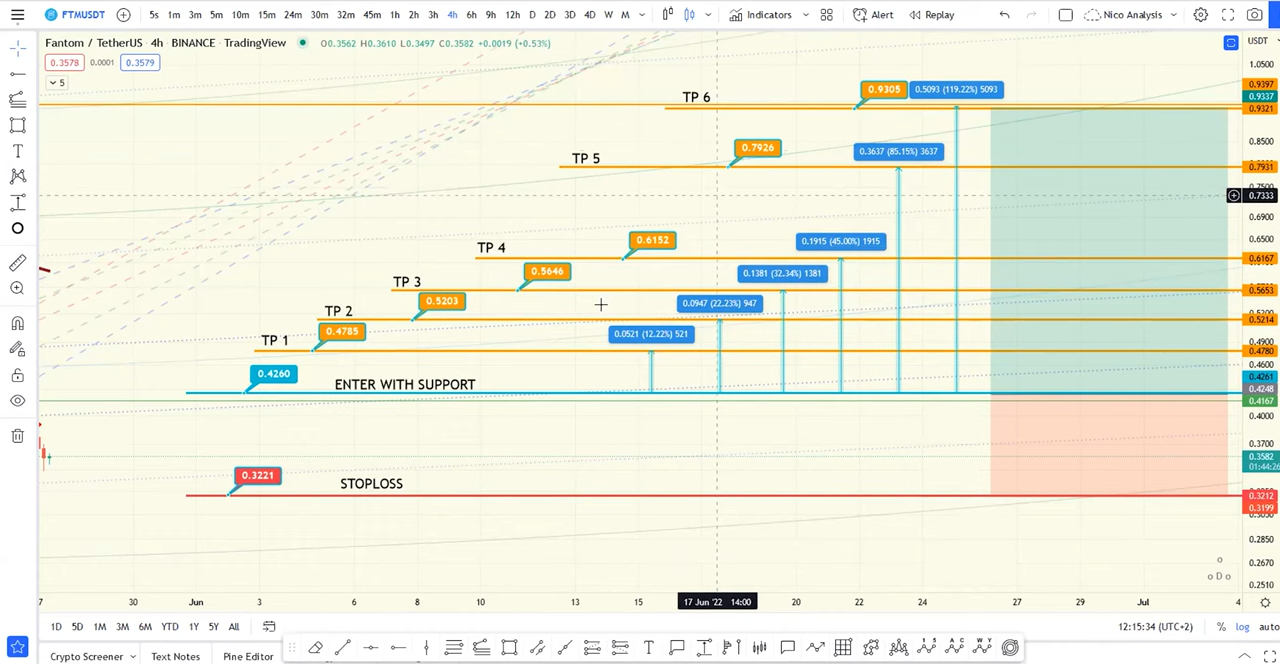 FTMUSDT 5s 1m 3m 5m 10m 15m 24m 30m 32m 45m 1h 2h 3h 4h 6h 9h 12h D 2D 3D 4D W M Indicators Alert Replay Nico Analysis
Fantom / TetherUS · 4h · BINANCE · TradingView O0.3562 H0.3610 L0.3497 C0.3582 +0.0019 (+0.53%) USDT
0.3578 0.0001 0.3579
5
1.0500
TP 6 0.9305 0.5093 (119.22%) 5093 0.9397
0.9337
0.9321
0.8500
TP 5 0.7926 0.3637 (85.15%) 3637 0.7931
0.7500
0.7333
0.6900
0.6500
TP 4 0.6152 0.1915 (45.00%) 1915 0.6167
TP 3 0.5646 0.1381 (32.34%) 1381 0.5653
TP 2 0.5203 0.0947 (22.23%) 947 0.5214
TP 1 0.4785 0.0521 (12.22%) 521 0.4900
0.4780
0.4600
0.4260 ENTER WITH SUPPORT 0.4261
0.4248
0.4167
0.4000
0.3700
0.3582
01:44:26
0.3221 STOPLOSS 0.3212
0.3199
0.3050
0.2850
0.2670
0.2510
7 30 Jun 3 6 8 10 13 15 17 Jun '22 14:00 20 22 24 27 29 Jul 4
1D 5D 1M 3M 6M YTD 1Y 5Y All 12:15:34 (UTC+2) % log auto
Crypto Screener Text Notes Pine Editor